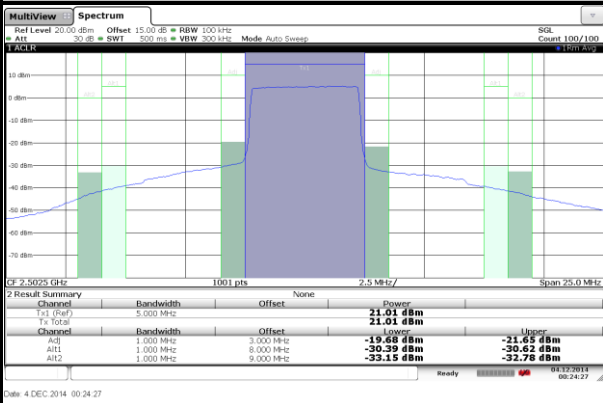 MultiView Spectrum
Ref Level 20.00 dBm Offset 15.00 dB RBW 100 kHz SGL
Att 30 dB SWT 500 ms VBW 300 kHz Mode Auto Sweep Count 100/100
1 ACLR 1Rm Avg
10 dBm
0 dBm
-10 dBm
-20 dBm
-30 dBm
-40 dBm
-50 dBm
-60 dBm
-70 dBm
CF 2.5025 GHz 1001 pts 2.5 MHz/ Span 25.0 MHz
2 Result Summary None
Channel Bandwidth Offset Power
Tx1 (Ref) 5.000 MHz 21.01 dBm
Tx Total 21.01 dBm
Channel Bandwidth Offset Lower Upper
Adj 1.000 MHz 3.000 MHz -19.68 dBm -21.65 dBm
Alt1 1.000 MHz 8.000 MHz -30.39 dBm -30.62 dBm
Alt2 1.000 MHz 9.000 MHz -33.15 dBm -32.78 dBm
Ready 04.12.2014
00:24:27
Date: 4.DEC.2014 00:24:27